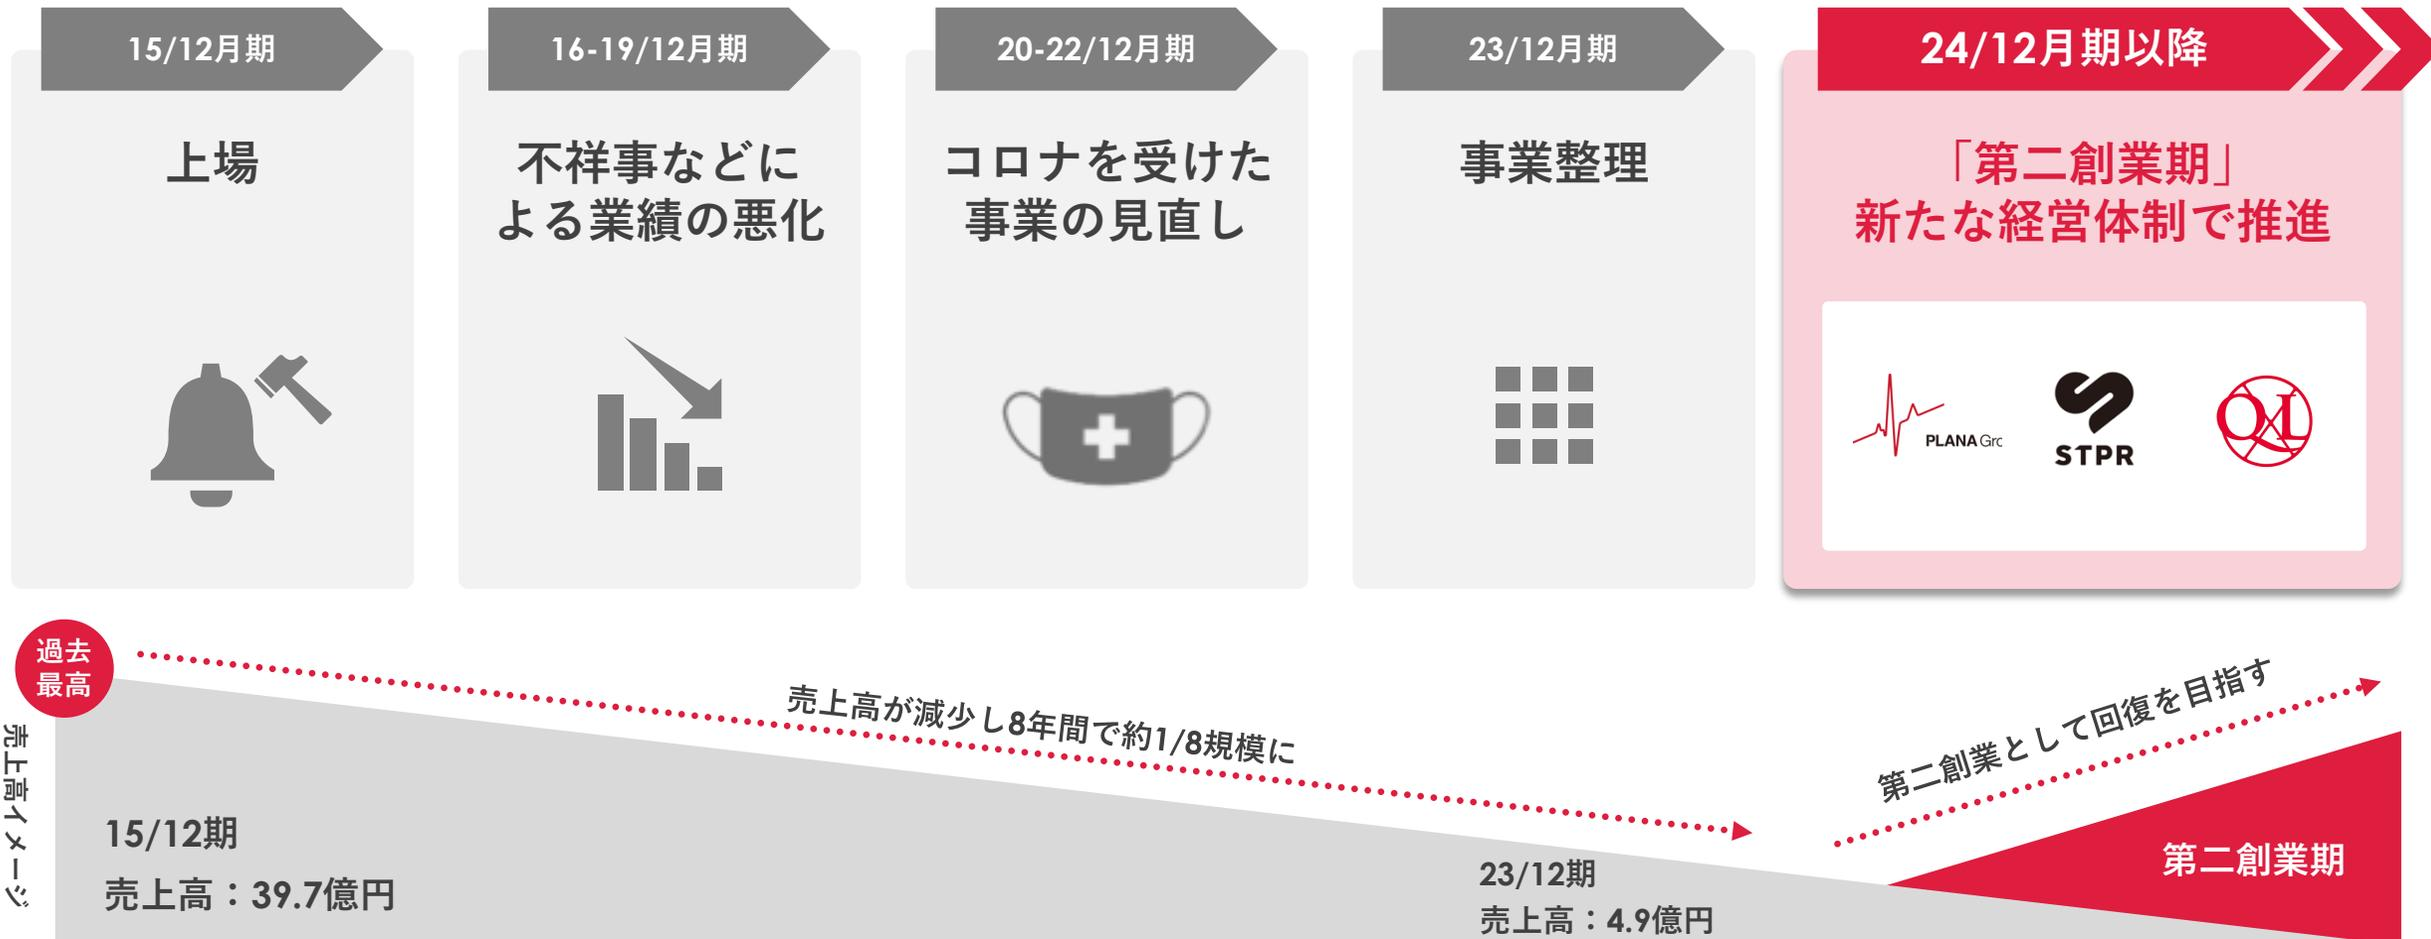 15/12月期
上場
16-19/12月期
不祥事などに
よる業績の悪化
20-22/12月期
コロナを受けた
事業の見直し
23/12月期
事業整理
24/12月期以降
「第二創業期」
新たな経営体制で推進
PLANA Grc
STPR
Q&L
過去
最高
売上高が減少し8年間で約1/8規模に
第二創業として回復を目指す
売上高イメージ
15/12期
売上高：39.7億円
23/12期
売上高：4.9億円
第二創業期